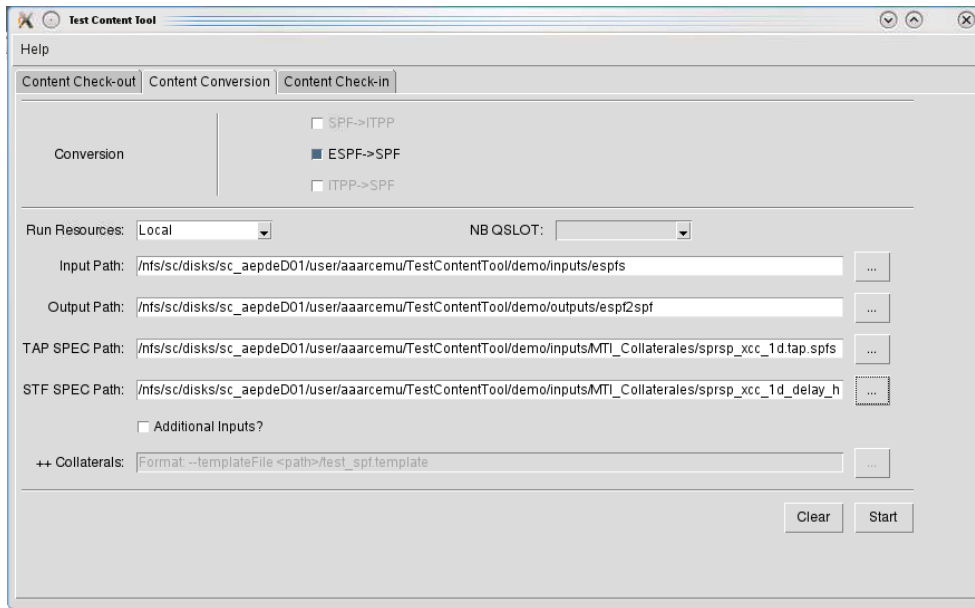 Test Content Tool
Help
Content Check-out Content Conversion Content Check-in
SPF->ITPP
Conversion ESPF->SPF
ITPP->SPF
Run Resources: Local NB QSLOT:
Input Path: /nfs/sc/disks/sc_aepdeD01/user/aaarcemu/TestContentTool/demo/inputs/espfs ...
Output Path: /nfs/sc/disks/sc_aepdeD01/user/aaarcemu/TestContentTool/demo/outputs/espf2spf ...
TAP SPEC Path: /nfs/sc/disks/sc_aepdeD01/user/aaarcemu/TestContentTool/demo/inputs/MTI_Collaterales/sprsp_xcc_1d.tap.spfs ...
STF SPEC Path: /nfs/sc/disks/sc_aepdeD01/user/aaarcemu/TestContentTool/demo/inputs/MTI_Collaterales/sprsp_xcc_1d_delay_h ...
Additional Inputs?
++ Collaterals: Format: --templateFile <path>/test_spf.template ...
Clear Start